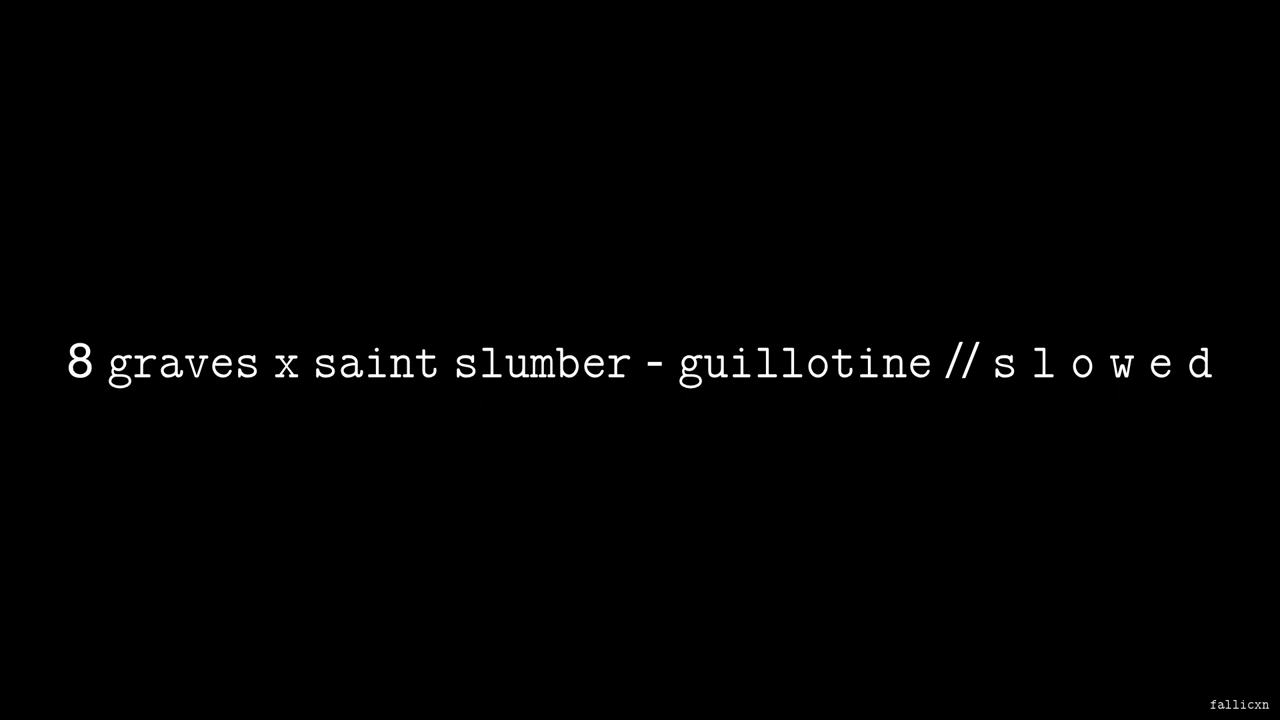 8 graves x saint slumber - guillotine // s l o w e d
fallicxn